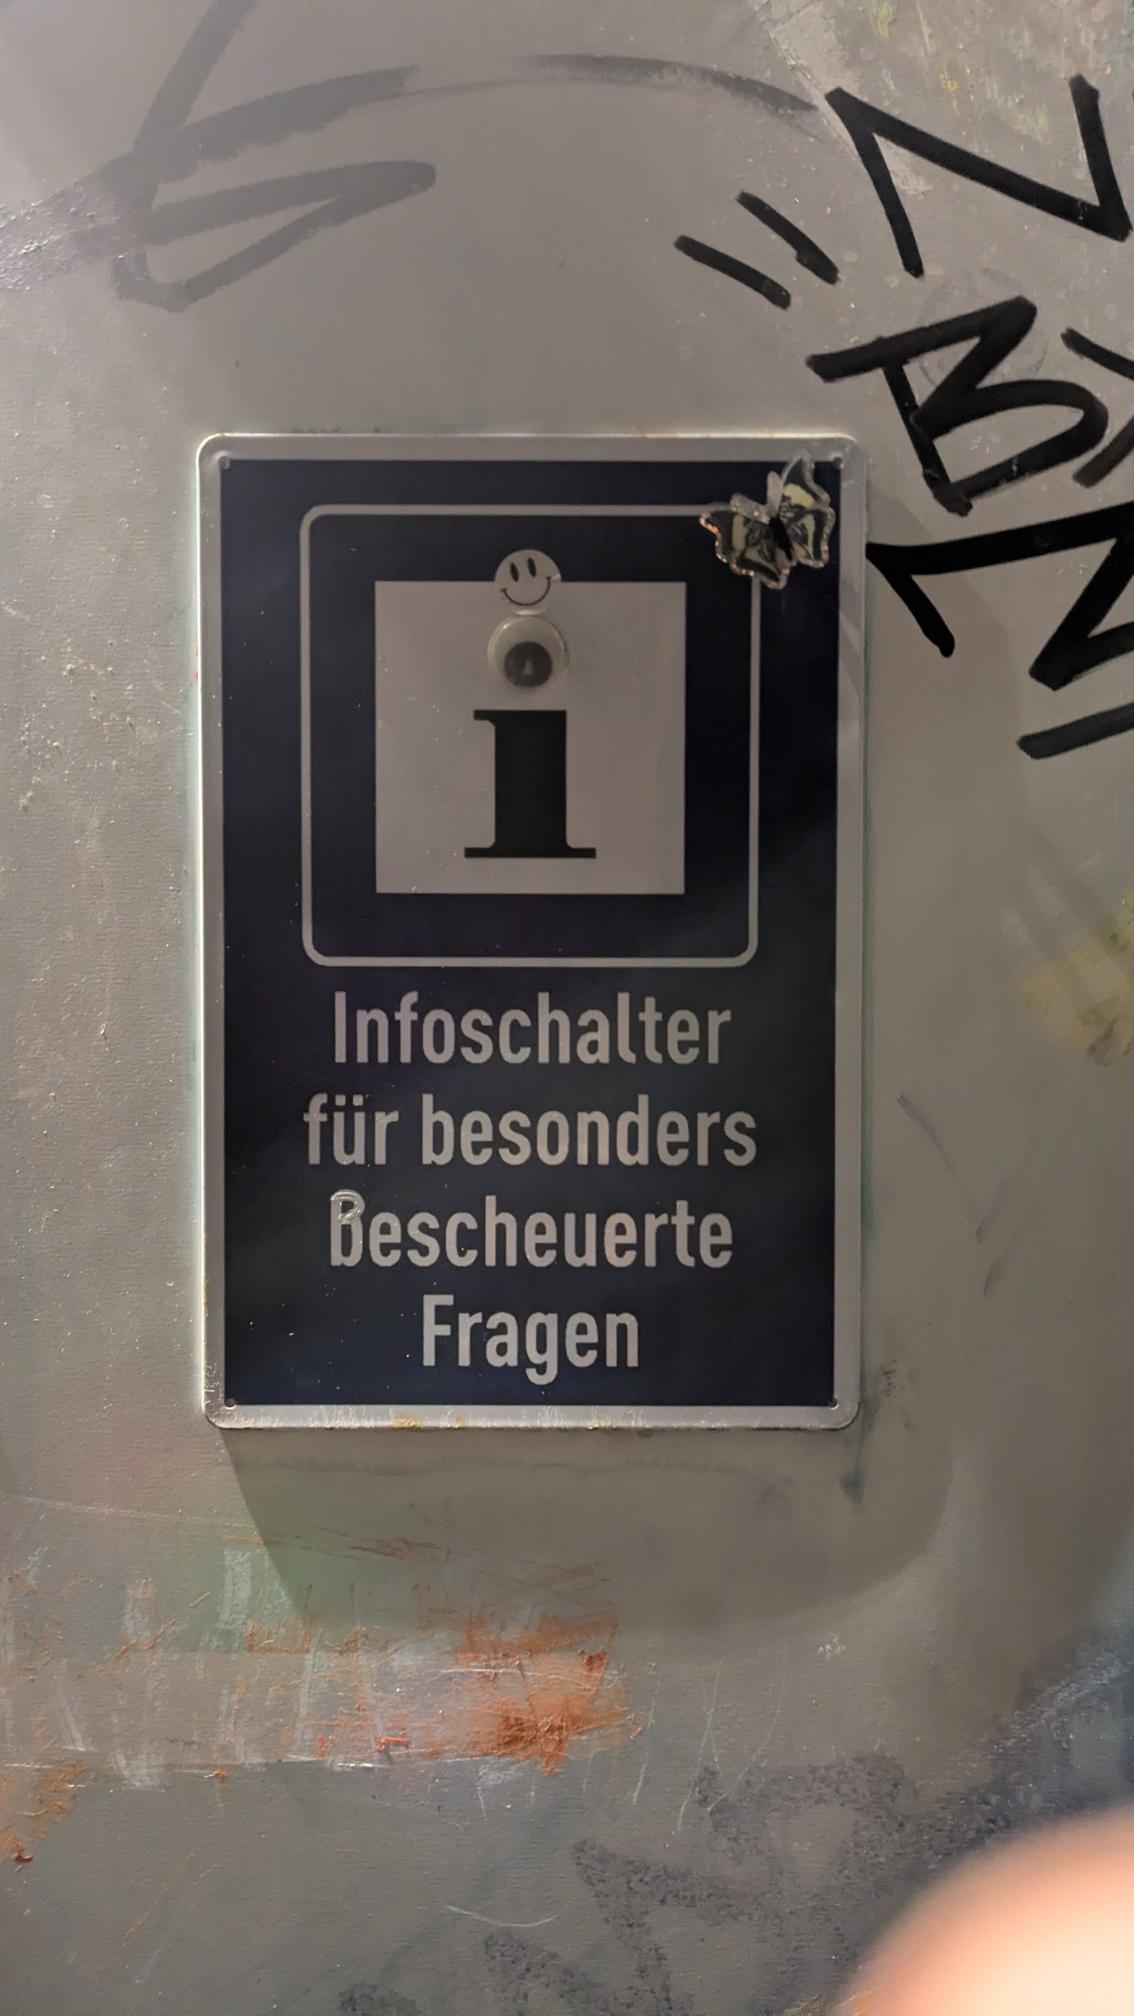 i
Infoschalter
für besonders
Bescheuerte
Fragen